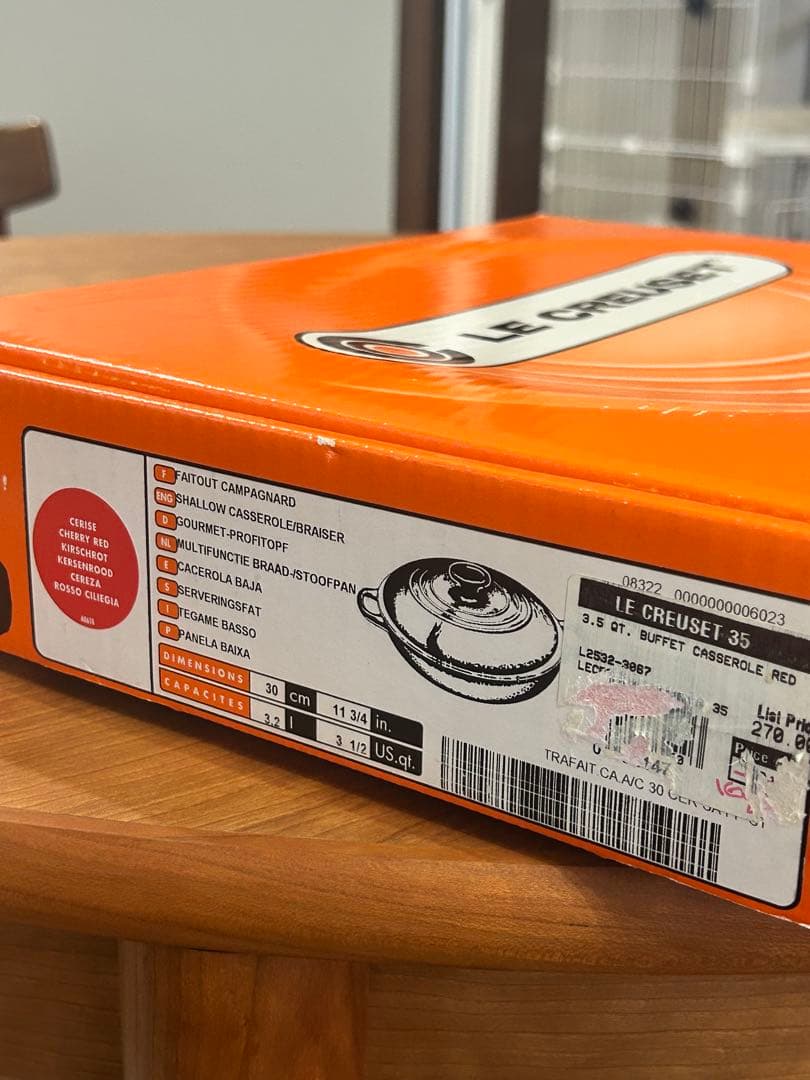 LE CREUSET
CERISE
CHERRY RED
KIRSCHROT
KERSENROOD
CEREZA
ROSSO CILIEGIA
F FAITOUT CAMPAGNARD
ENG SHALLOW CASSEROLE/BRAISER
D GOURMET-PROFITOPF
NL MULTIFUNCTIE BRAAD-/STOOFPAN
E CACEROLA BAJA
S SERVERINGSFAT
I TEGAME BASSO
P PANELA BAIXA
DIMENSIONS 30 cm 11 3/4 in.
CAPACITES 3,2 l 3 1/2 US.qt.
08322 0000000006023
LE CREUSET 35
3.5 QT. BUFFET CASSEROLE RED
L2532-3067
35
List
270.00
Price
147
TRAFAIT CA.A/C 30